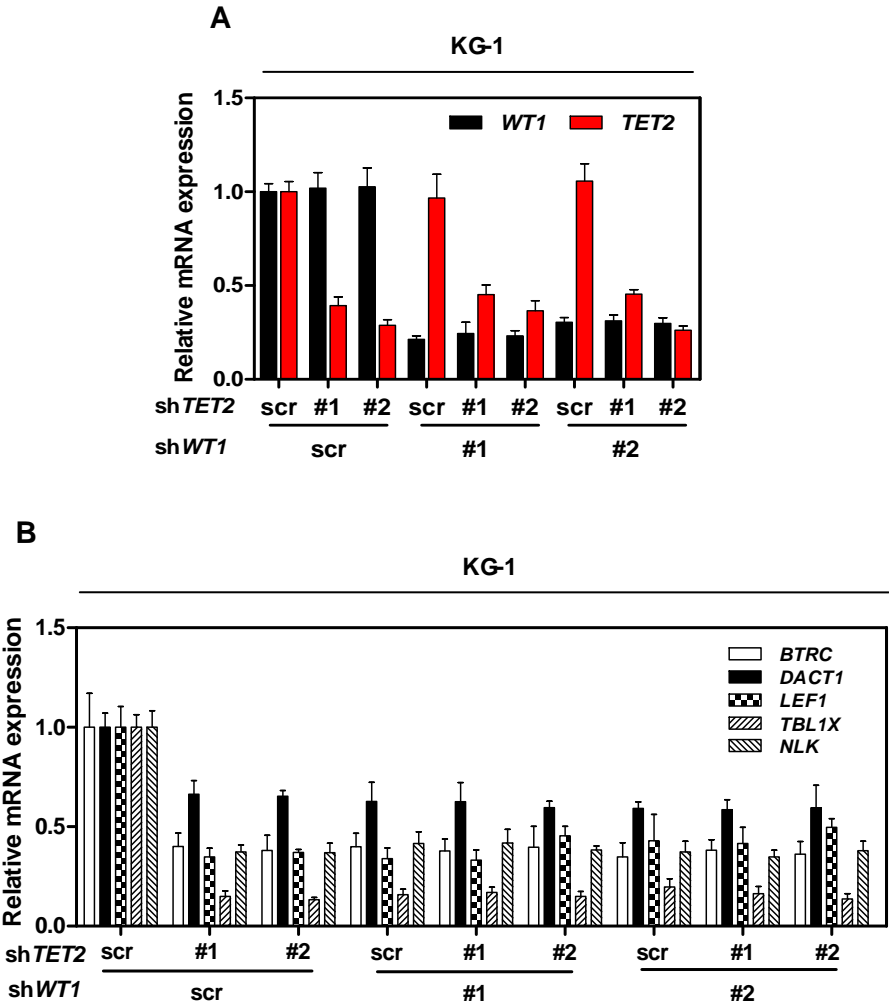 A
KG-1
Relative mRNA expression
1.5
1.0
0.5
0.0
WT1 TET2
shTET2 scr #1 #2 scr #1 #2 scr #1 #2
shWT1 scr #1 #2
B
KG-1
Relative mRNA expression
1.5
1.0
0.5
0.0
BTRC
DACT1
LEF1
TBL1X
NLK
shTET2 scr #1 #2 scr #1 #2 scr #1 #2
shWT1 scr #1 #2